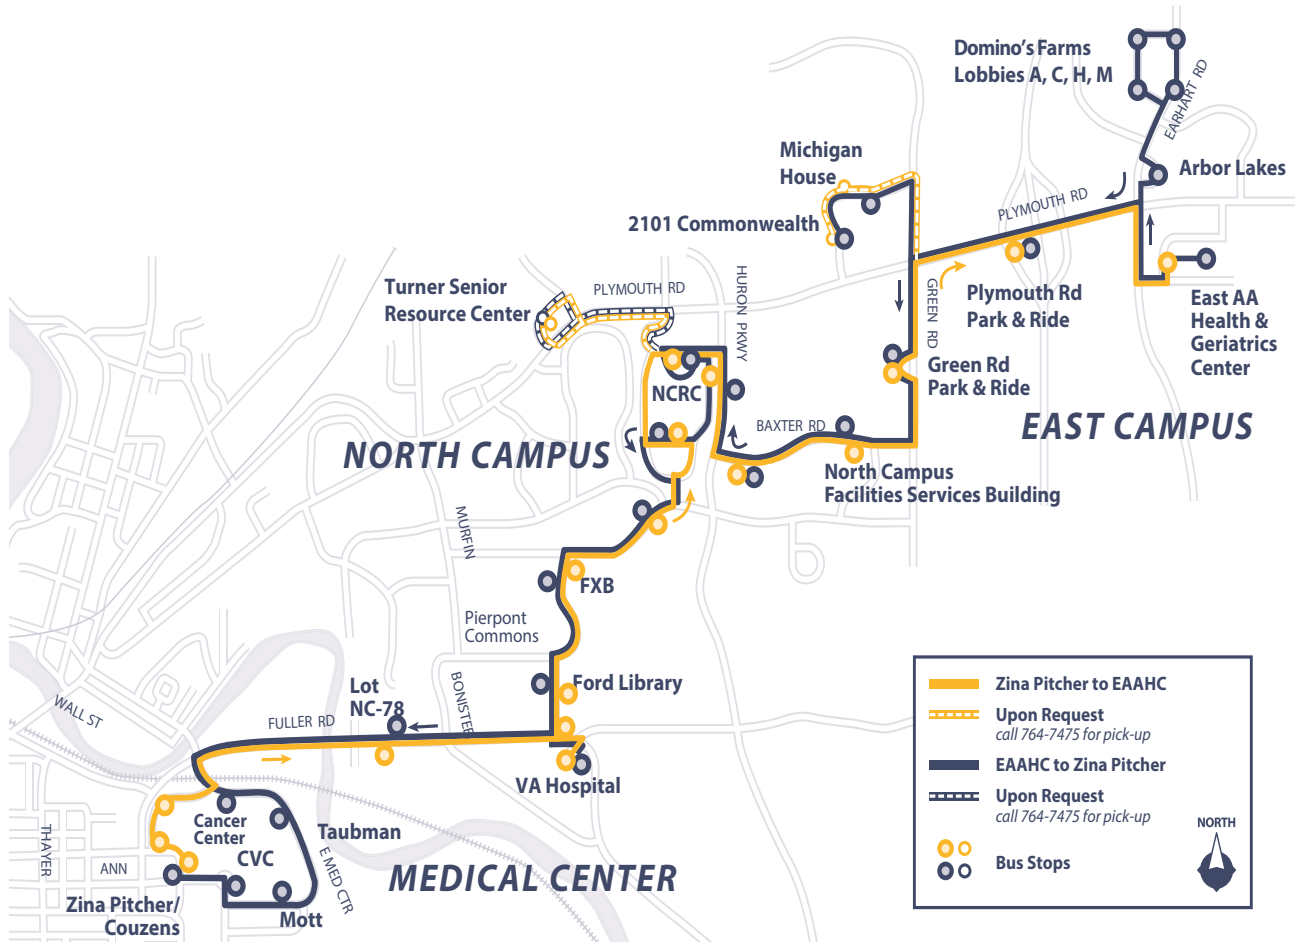 Domino's Farms
Lobbies A, C, H, M
EARHART RD
Michigan
House
Arbor Lakes
PLYMOUTH RD
2101 Commonwealth
Turner Senior
Resource Center
PLYMOUTH RD
HURON PKWY
GREEN RD
Plymouth Rd
Park & Ride
East AA
Health &
Geriatrics
Center
Green Rd
Park & Ride
NCRC
BAXTER RD
EAST CAMPUS
NORTH CAMPUS
North Campus
Facilities Services Building
MURFIN
FXB
Pierpont
Commons
BONISTEEL
Ford Library
Lot
NC-78
WALL ST
FULLER RD
VA Hospital
Cancer
Center
Taubman
THAYER
ANN
CVC
E MED CTR
MEDICAL CENTER
Zina Pitcher/
Couzens
Mott
Zina Pitcher to EAAHC
Upon Request
call 764-7475 for pick-up
EAAHC to Zina Pitcher
Upon Request
call 764-7475 for pick-up
Bus Stops
NORTH